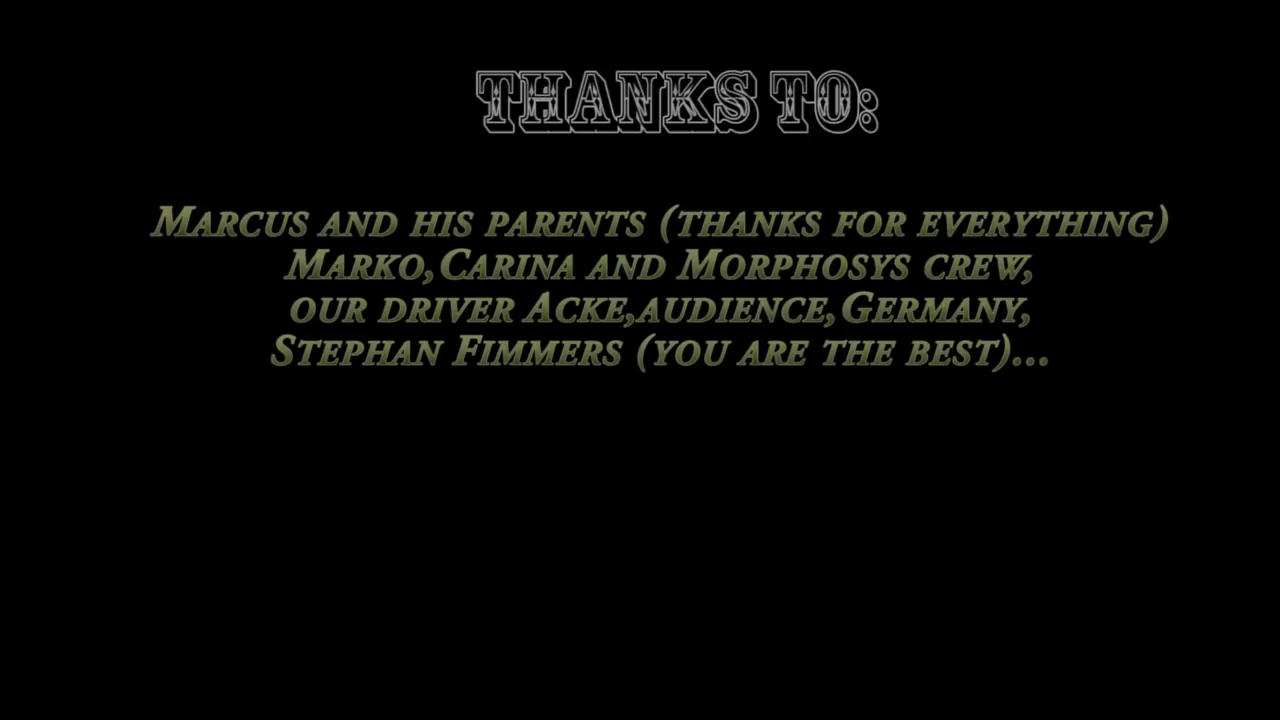 THANKS TO:
MARCUS AND HIS PARENTS (THANKS FOR EVERYTHING)
MARKO, CARINA AND MORPHOSYS CREW,
OUR DRIVER ACKE,AUDIENCE, GERMANY,
STEPHAN FIMMERS (YOU ARE THE BEST)...